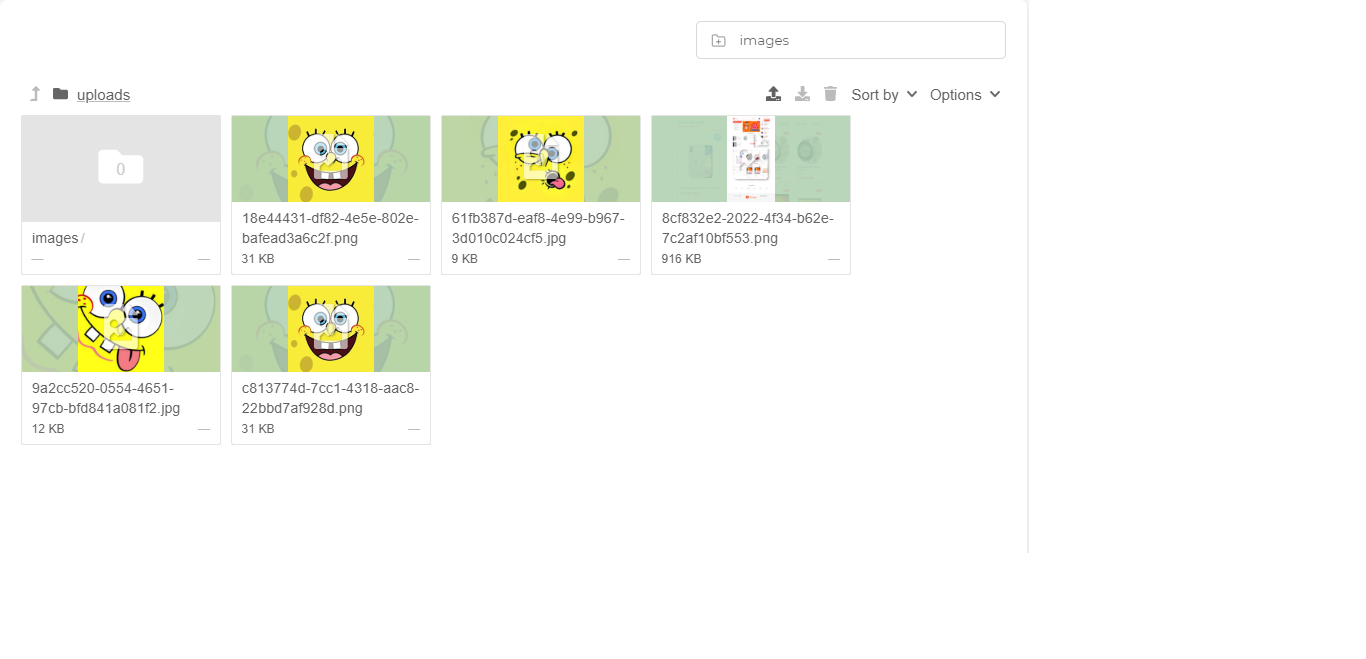 images
uploads
Sort by
Options
0
images /
—
—
18e44431-df82-4e5e-802e-
bafead3a6c2f.png
31 KB
—
61fb387d-eaf8-4e99-b967-
3d010c024cf5.jpg
9 KB
—
8cf832e2-2022-4f34-b62e-
7c2af10bf553.png
916 KB
—
9a2cc520-0554-4651-
97cb-bfd841a081f2.jpg
12 KB
—
c813774d-7cc1-4318-aac8-
22bbd7af928d.png
31 KB
—